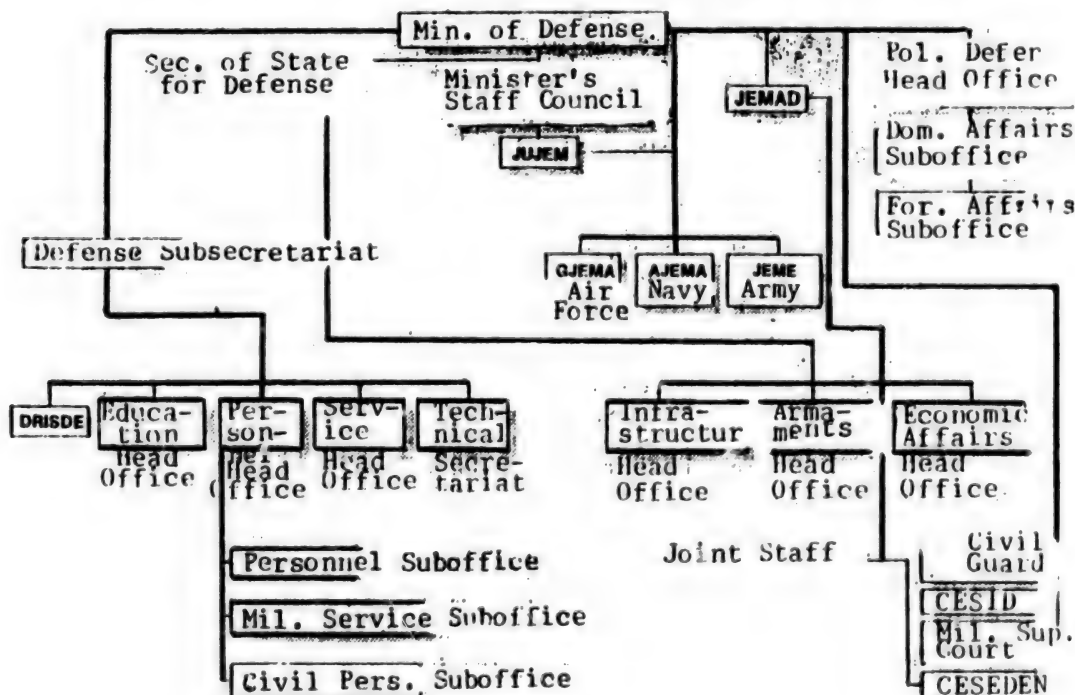 Min. of Defense.
Sec. of State
for Defense
Minister's
Staff Council
JUJEM
JEMAD
Pol. Defer
Head Office
Dom. Affairs
Suboffice
For. Affairs
Suboffice
Defense Subsecretariat
GJEMA
Air
Force
AJEMA
Navy
JEME
Army
DRISDE
Educa-
tion
Head
Office
Per-
son-
nel
Head
Office
Serv-
ice
Head
Office
Tech-
nical
Secre-
tariat
Infra-
structur
Head
Office
Arma-
ments
Head
Office
Economic
Affairs
Head
Office
Personnel Suboffice
Mil. Service Suboffice
Civil Pers. Suboffice
Joint Staff
Civil
Guard
CESID
Mil. Sup.
Court
CESEDEN